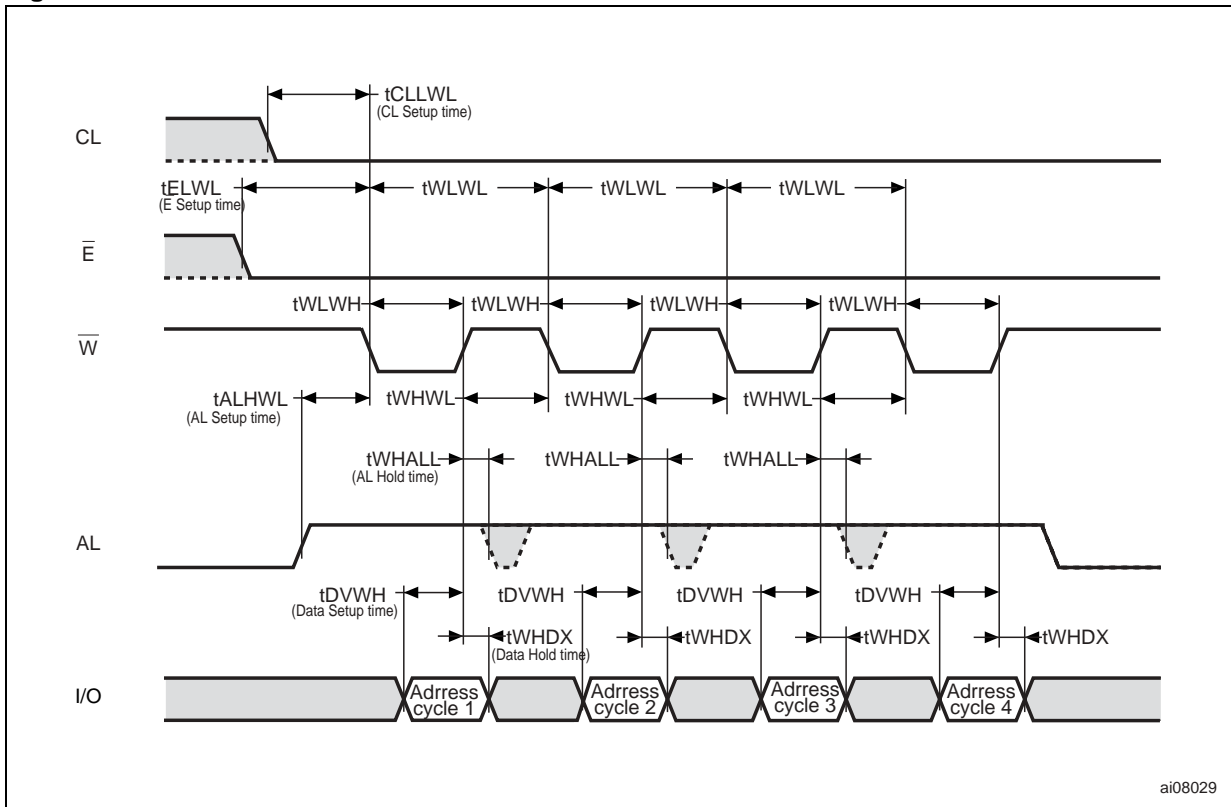 tCLLWL
(CL Setup time)
CL
tELWL
(E Setup time)
tWLWL
tWLWL
tWLWL
E
tWLWH
tWLWH
tWLWH
tWLWH
W
tALHWL
(AL Setup time)
tWHWL
tWHWL
tWHWL
tWHALL
(AL Hold time)
tWHALL
tWHALL
AL
tDVWH
(Data Setup time)
tDVWH
tDVWH
tDVWH
tWHDX
(Data Hold time)
tWHDX
tWHDX
tWHDX
I/O
Adrress
cycle 1
Adrress
cycle 2
Adrress
cycle 3
Adrress
cycle 4
ai08029